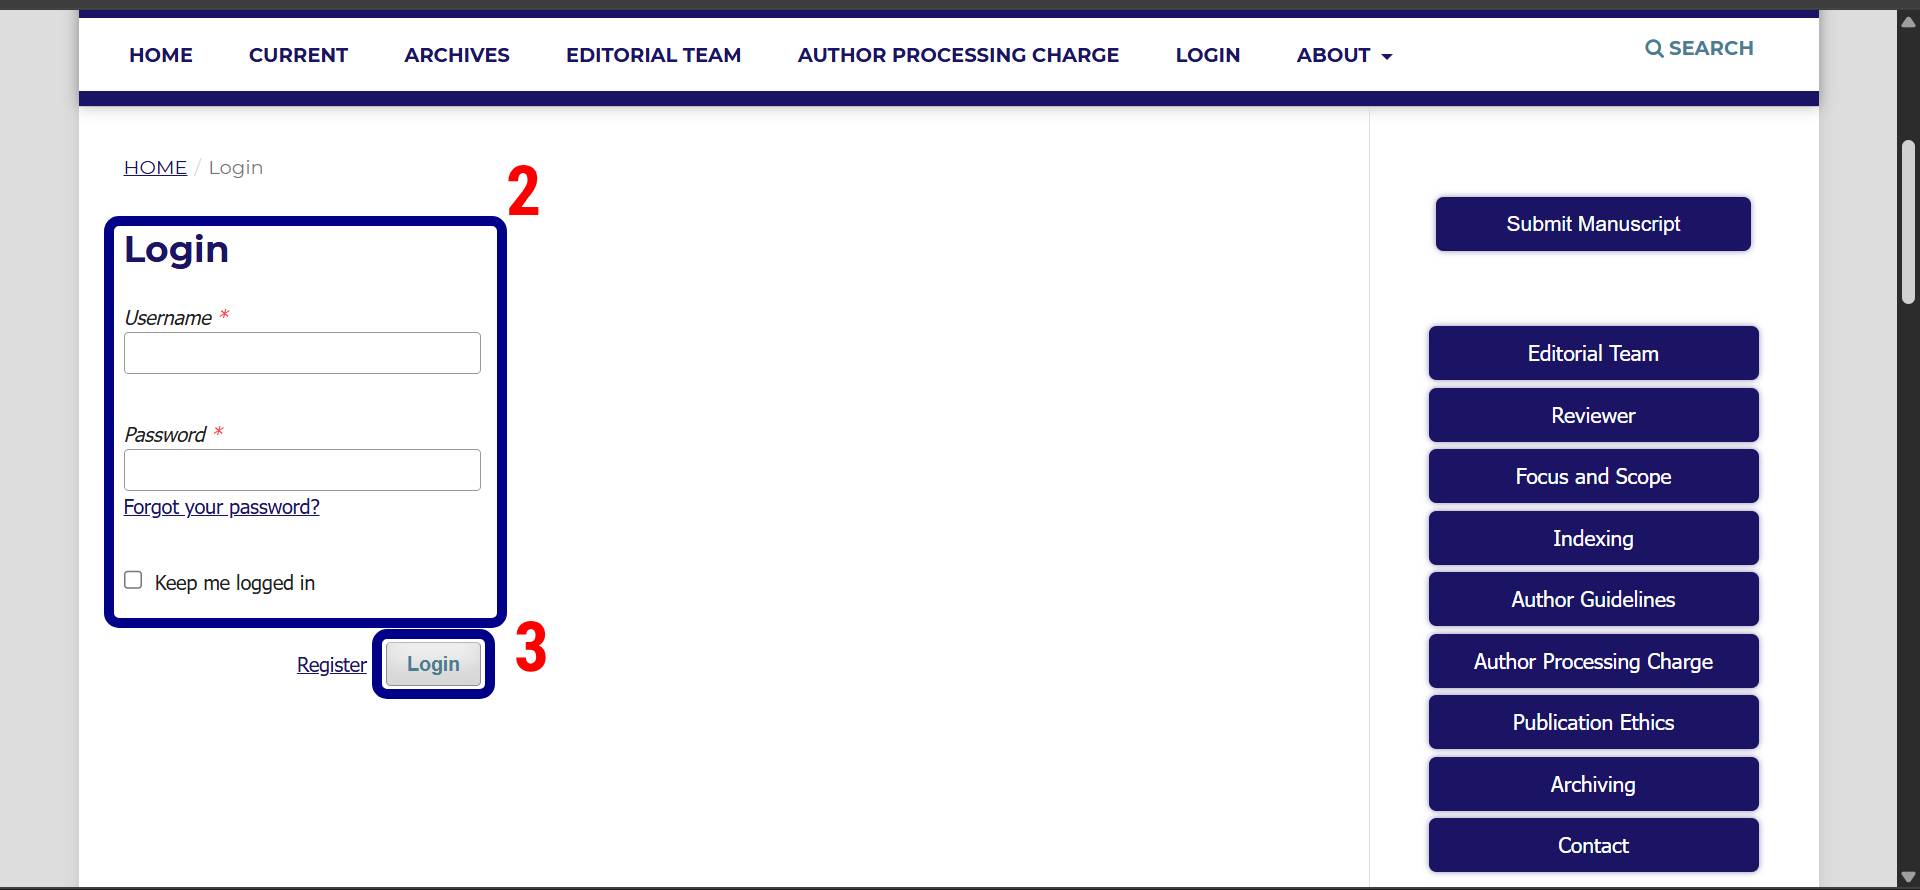 HOME CURRENT ARCHIVES EDITORIAL TEAM AUTHOR PROCESSING CHARGE LOGIN ABOUT SEARCH
HOME / Login
2
Login
Username *
Password *
Forgot your password?
Keep me logged in
3
Register Login
Submit Manuscript
Editorial Team
Reviewer
Focus and Scope
Indexing
Author Guidelines
Author Processing Charge
Publication Ethics
Archiving
Contact